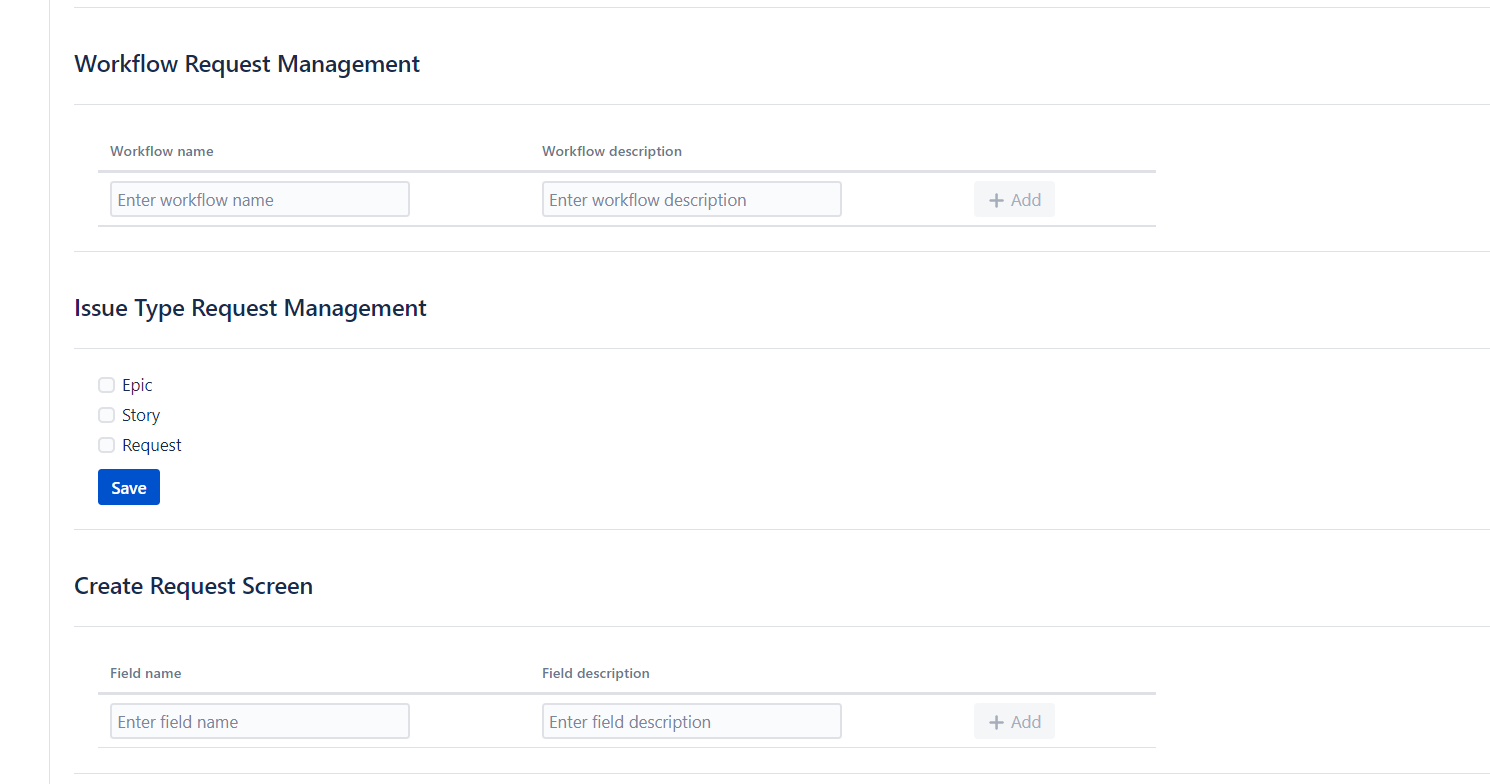 Workflow Request Management
Workflow name Workflow description
Enter workflow name Enter workflow description + Add
Issue Type Request Management
Epic
Story
Request
Save
Create Request Screen
Field name Field description
Enter field name Enter field description + Add